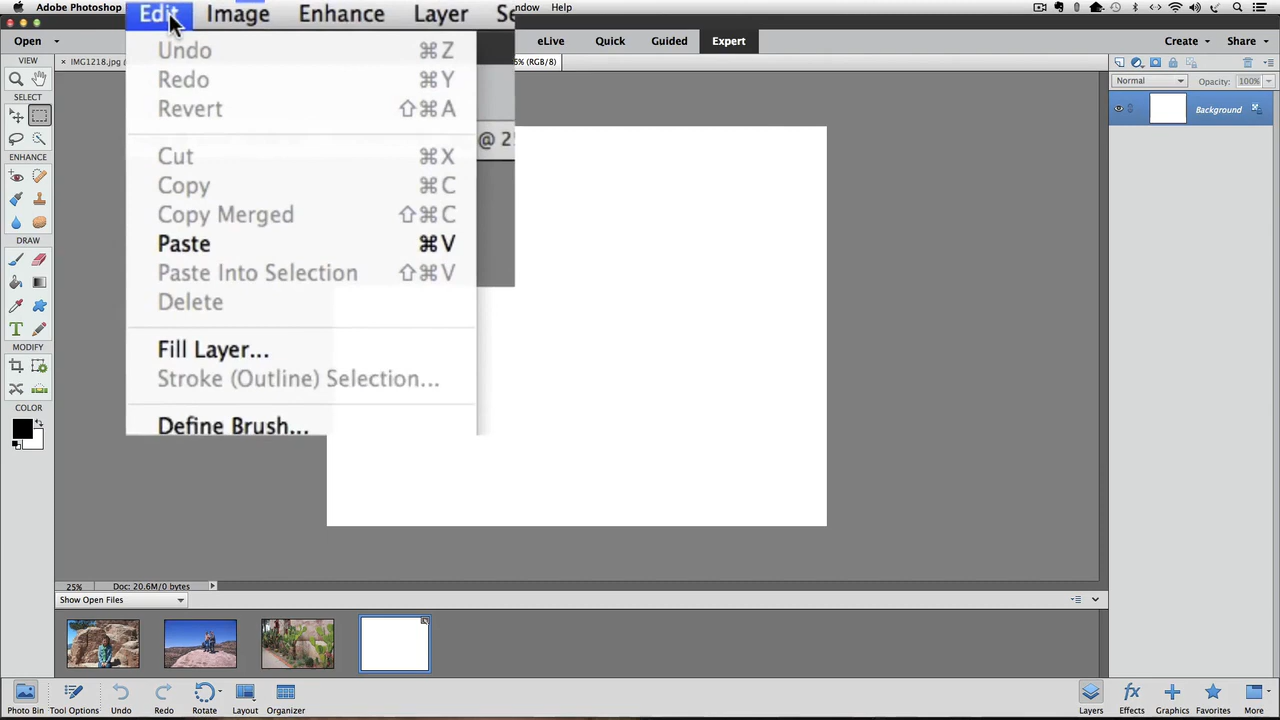 Adobe Photoshop
Edit Image Enhance Layer Se
ndow Help
Open
eLive Quick Guided Expert
Create Share
× IMG1218.jpg
5% (RGB/8)
@ 2
Undo ⌘Z
Redo ⌘Y
Revert ⇧⌘A
Cut ⌘X
Copy ⌘C
Copy Merged ⇧⌘C
Paste ⌘V
Paste Into Selection ⇧⌘V
Delete
Fill Layer...
Stroke (Outline) Selection...
Define Brush...
VIEW
SELECT
ENHANCE
DRAW
T
MODIFY
COLOR
Normal Opacity: 100%
Background
25% Doc: 20.6M/0 bytes
Show Open Files
Photo Bin Tool Options Undo Redo Rotate Layout Organizer
fx
Layers Effects Graphics Favorites More